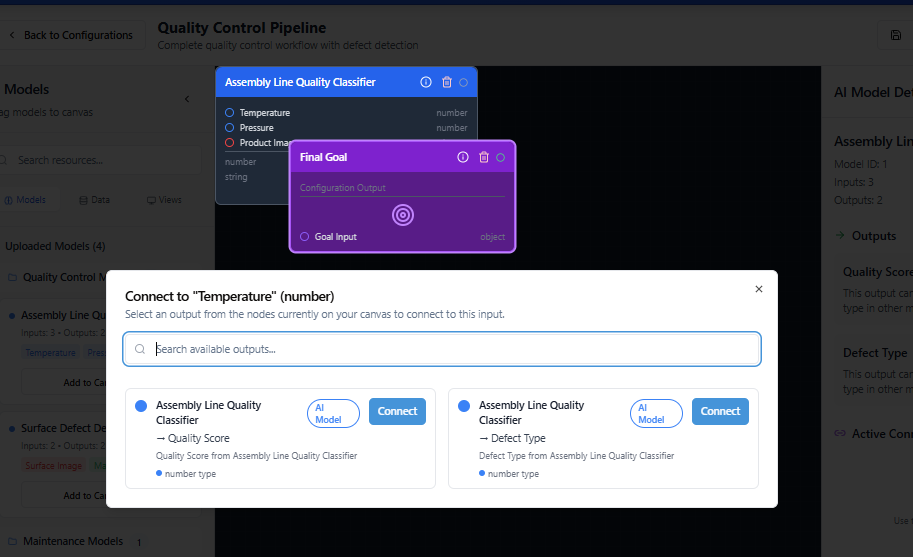 Back to Configurations
Quality Control Pipeline
Complete quality control workflow with defect detection
Models
ag models to canvas
Search resources...
Models
Data
Views
Uploaded Models (4)
Quality Control M
Assembly Line Qu
Inputs: 3 • Outputs: 2
Temperature
Pres
Add to Ca
Surface Defect De
Inputs: 2 • Outputs: 2
Surface Image
Ma
Add to Ca
Maintenance Models 1
Assembly Line Quality Classifier
Temperature number
Pressure number
Product Imag
number
string
Final Goal
Configuration Output
Goal Input object
Connect to "Temperature" (number)
Select an output from the nodes currently on your canvas to connect to this input.
Search available outputs...
Assembly Line Quality
Classifier
AI
Model
Connect
→ Quality Score
Quality Score from Assembly Line Quality Classifier
number type
Assembly Line Quality
Classifier
AI
Model
Connect
→ Defect Type
Defect Type from Assembly Line Quality Classifier
number type
AI Model Det
Assembly Lin
Model ID: 1
Inputs: 3
Outputs: 2
Outputs
Quality Score
This output can
type in other m
Defect Type
This output can
type in other m
Active Conn
Use t